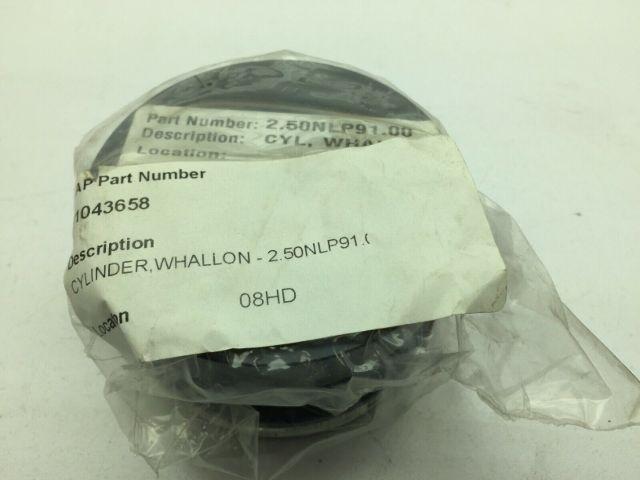 Part Number: 2.50NLP91.00
Description: CYL, WHA
Location:
AP Part Number
1043658
Description
CYLINDER,WHALLON - 2.50NLP91.
08HD
Location